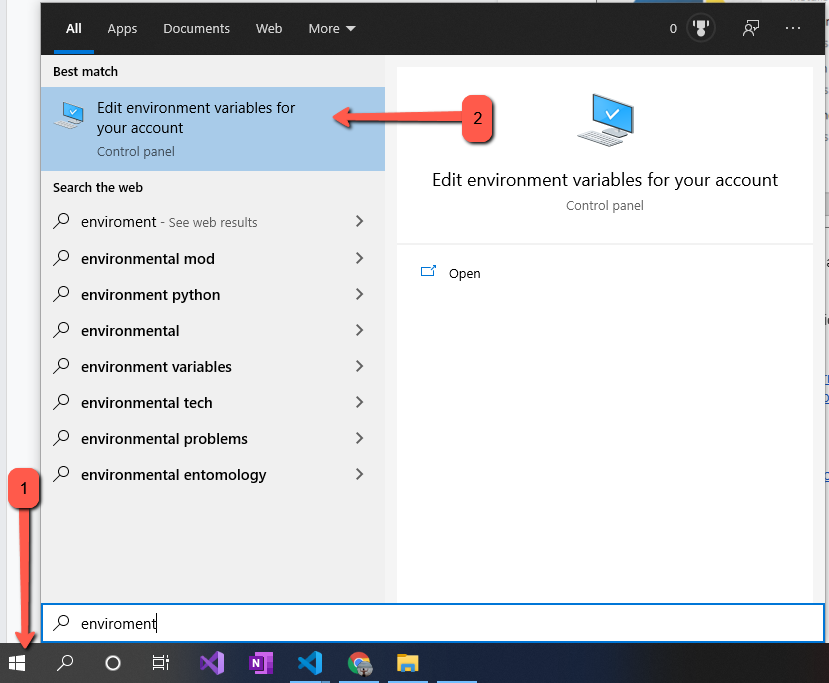 All Apps Documents Web More 0 ...
Best match
Edit environment variables for
your account
Control panel
2
Edit environment variables for your account
Control panel
Open
Search the web
enviroment - See web results
environmental mod
environment python
environmental
environment variables
environmental tech
environmental problems
environmental entomology
1
enviroment
N